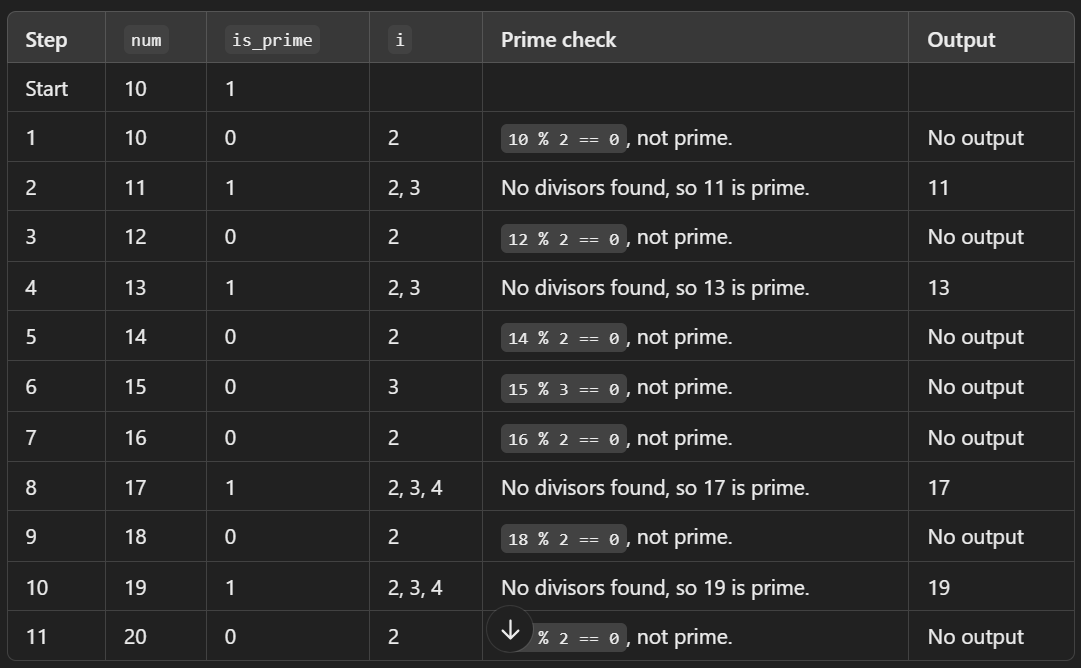 Step num is_prime i Prime check Output
Start 10 1
1 10 0 2 10 % 2 == 0, not prime. No output
2 11 1 2, 3 No divisors found, so 11 is prime. 11
3 12 0 2 12 % 2 == 0, not prime. No output
4 13 1 2, 3 No divisors found, so 13 is prime. 13
5 14 0 2 14 % 2 == 0, not prime. No output
6 15 0 3 15 % 3 == 0, not prime. No output
7 16 0 2 16 % 2 == 0, not prime. No output
8 17 1 2, 3, 4 No divisors found, so 17 is prime. 17
9 18 0 2 18 % 2 == 0, not prime. No output
10 19 1 2, 3, 4 No divisors found, so 19 is prime. 19
11 20 0 2 % 2 == 0, not prime. No output